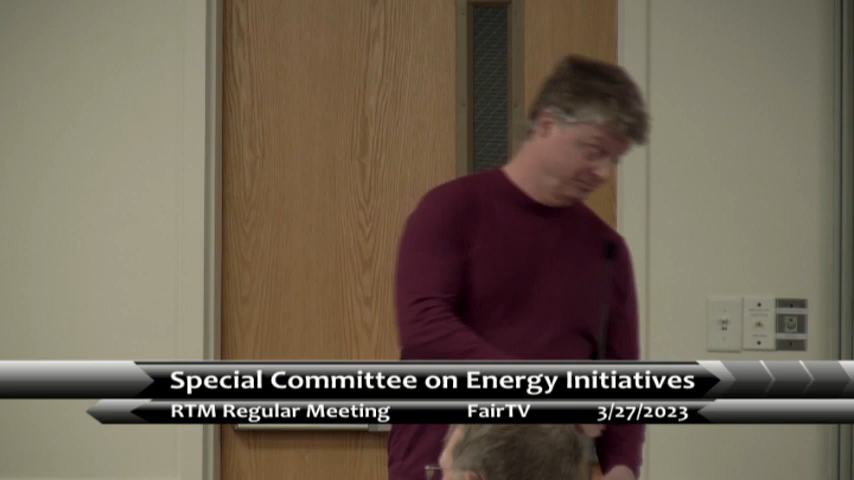 Special Committee on Energy Initiatives
RTM Regular Meeting FairTV 3/27/2023